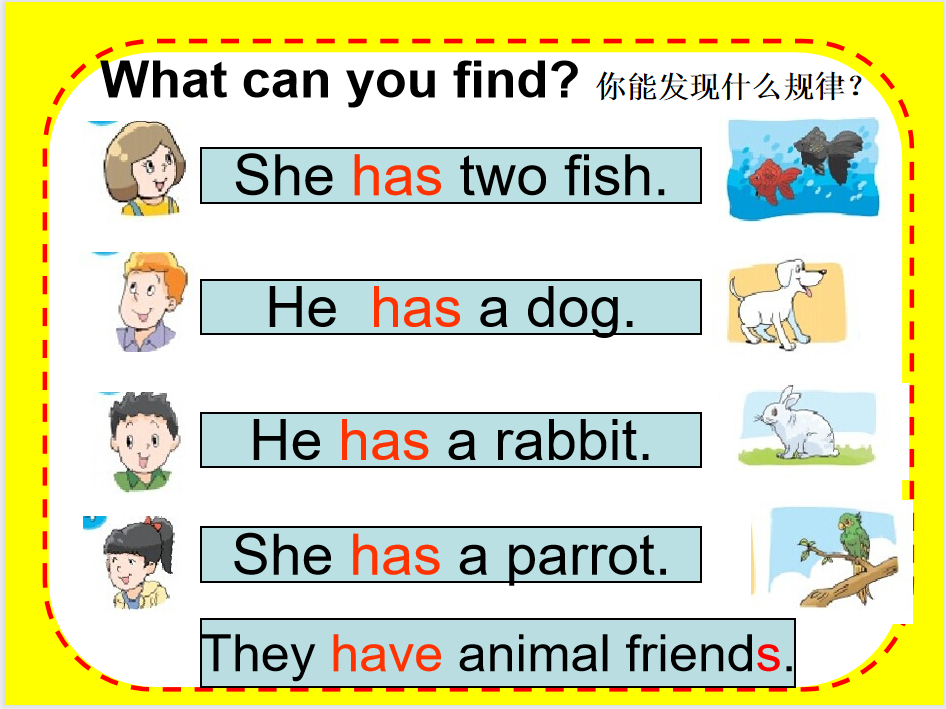 What can you find? 你能发现什么规律？
She has two fish.
He has a dog.
He has a rabbit.
She has a parrot.
They have animal friends.